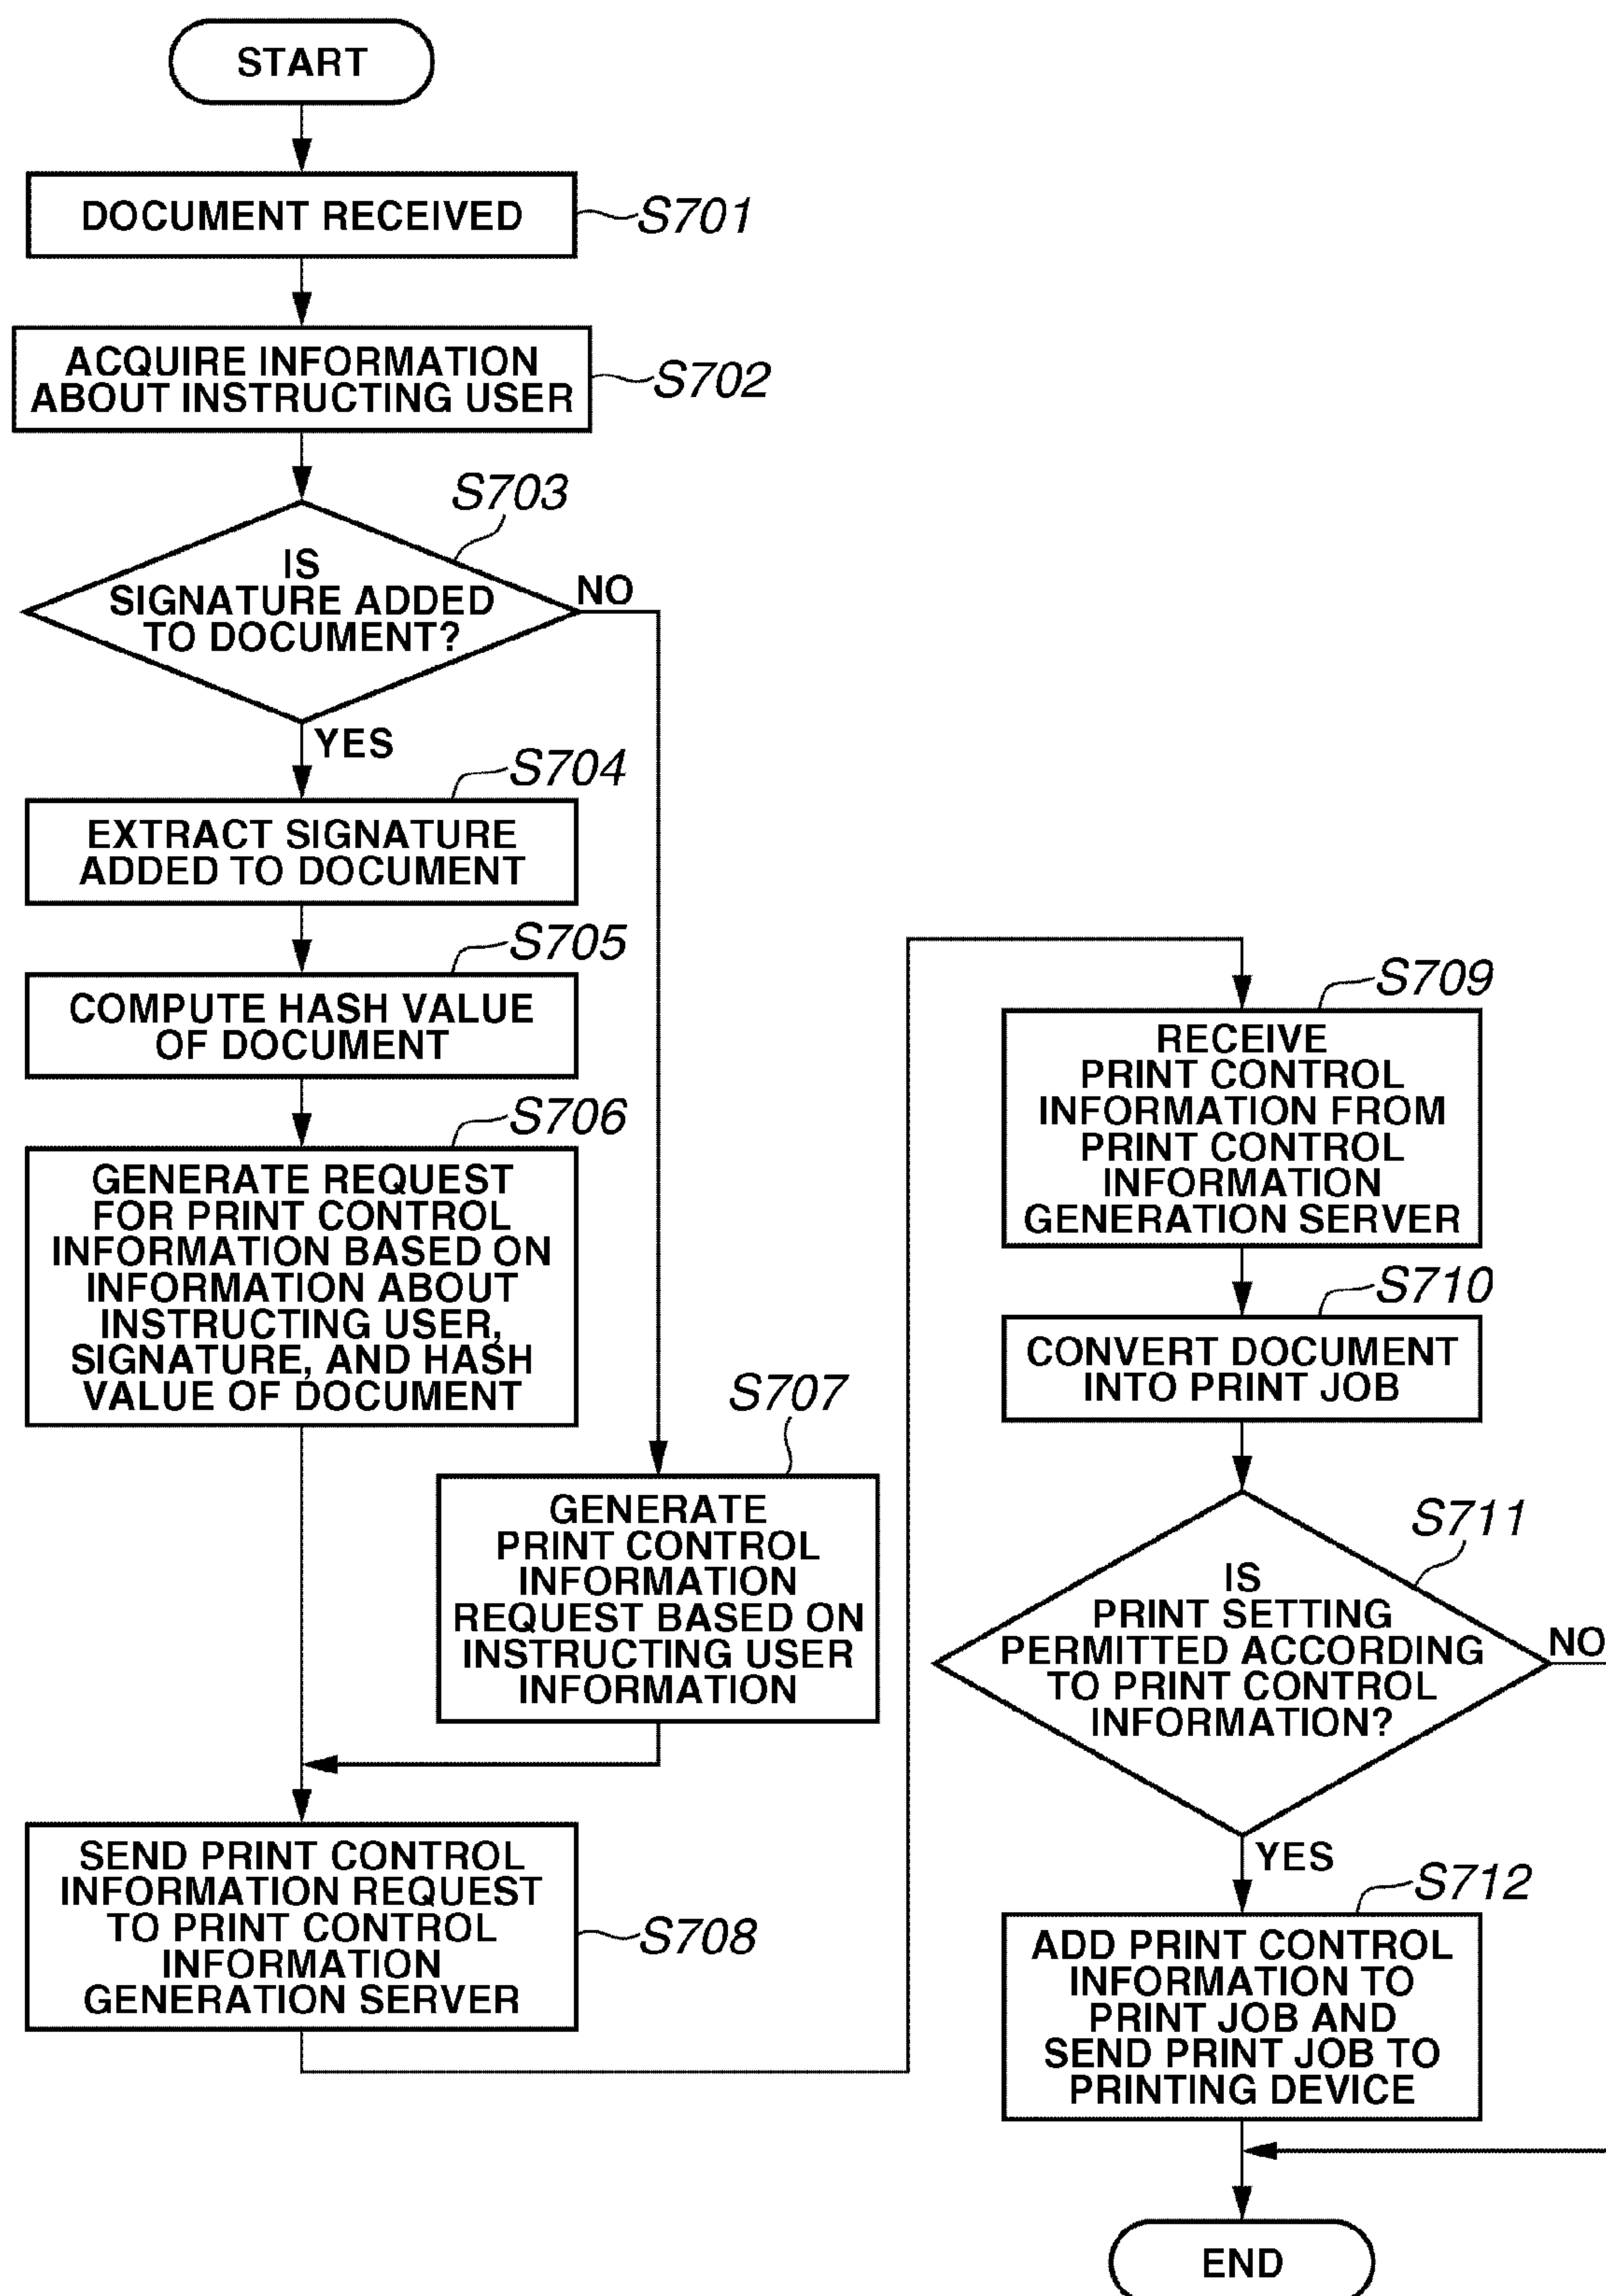 START
DOCUMENT RECEIVED
S701
ACQUIRE INFORMATION
ABOUT INSTRUCTING USER
S702
S703
IS
SIGNATURE ADDED
TO DOCUMENT?
NO
YES
S704
EXTRACT SIGNATURE
ADDED TO DOCUMENT
S705
COMPUTE HASH VALUE
OF DOCUMENT
S706
GENERATE REQUEST
FOR PRINT CONTROL
INFORMATION BASED ON
INFORMATION ABOUT
INSTRUCTING USER,
SIGNATURE, AND HASH
VALUE OF DOCUMENT
S707
GENERATE
PRINT CONTROL
INFORMATION
REQUEST BASED ON
INSTRUCTING USER
INFORMATION
SEND PRINT CONTROL
INFORMATION REQUEST
TO PRINT CONTROL
INFORMATION
GENERATION SERVER
S708
S709
RECEIVE
PRINT CONTROL
INFORMATION FROM
PRINT CONTROL
INFORMATION
GENERATION SERVER
S710
CONVERT DOCUMENT
INTO PRINT JOB
S711
IS
PRINT SETTING
PERMITTED ACCORDING
TO PRINT CONTROL
INFORMATION?
NO
YES
S712
ADD PRINT CONTROL
INFORMATION TO
PRINT JOB AND
SEND PRINT JOB TO
PRINTING DEVICE
END